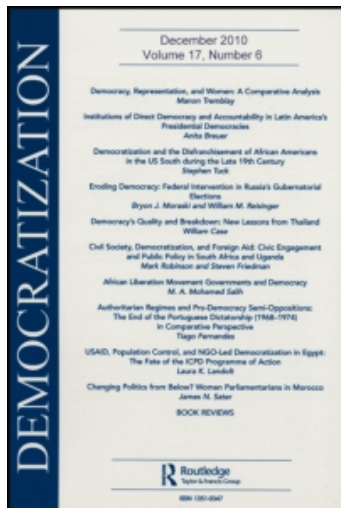 DEMOCRATIZATION
December 2010
Volume 17, Number 6
Democracy, Representation, and Women: A Comparative Analysis
Manon Tremblay
Institutions of Direct Democracy and Accountability in Latin America's
Presidential Democracies
Anita Breuer
Democratization and the Disfranchisement of African Americans
in the US South during the Late 19th Century
Stephen Tuck
Eroding Democracy: Federal Intervention in Russia's Gubernatorial
Elections
Bryon J. Moraski and William M. Reisinger
Democracy's Quality and Breakdown: New Lessons from Thailand
William Case
Civil Society, Democratization, and Foreign Aid: Civic Engagement
and Public Policy in South Africa and Uganda
Mark Robinson and Steven Friedman
African Liberation Movement Governments and Democracy
M. A. Mohamed Salih
Authoritarian Regimes and Pro-Democracy Semi-Oppositions:
The End of the Portuguese Dictatorship (1968–1974)
in Comparative Perspective
Tiago Fernandes
USAID, Population Control, and NGO-Led Democratization in Egypt:
The Fate of the ICPD Programme of Action
Laura K. Landolt
Changing Politics from Below? Women Parliamentarians in Morocco
James N. Sater
BOOK REVIEWS
Routledge
Taylor & Francis Group
ISSN 1351-0347